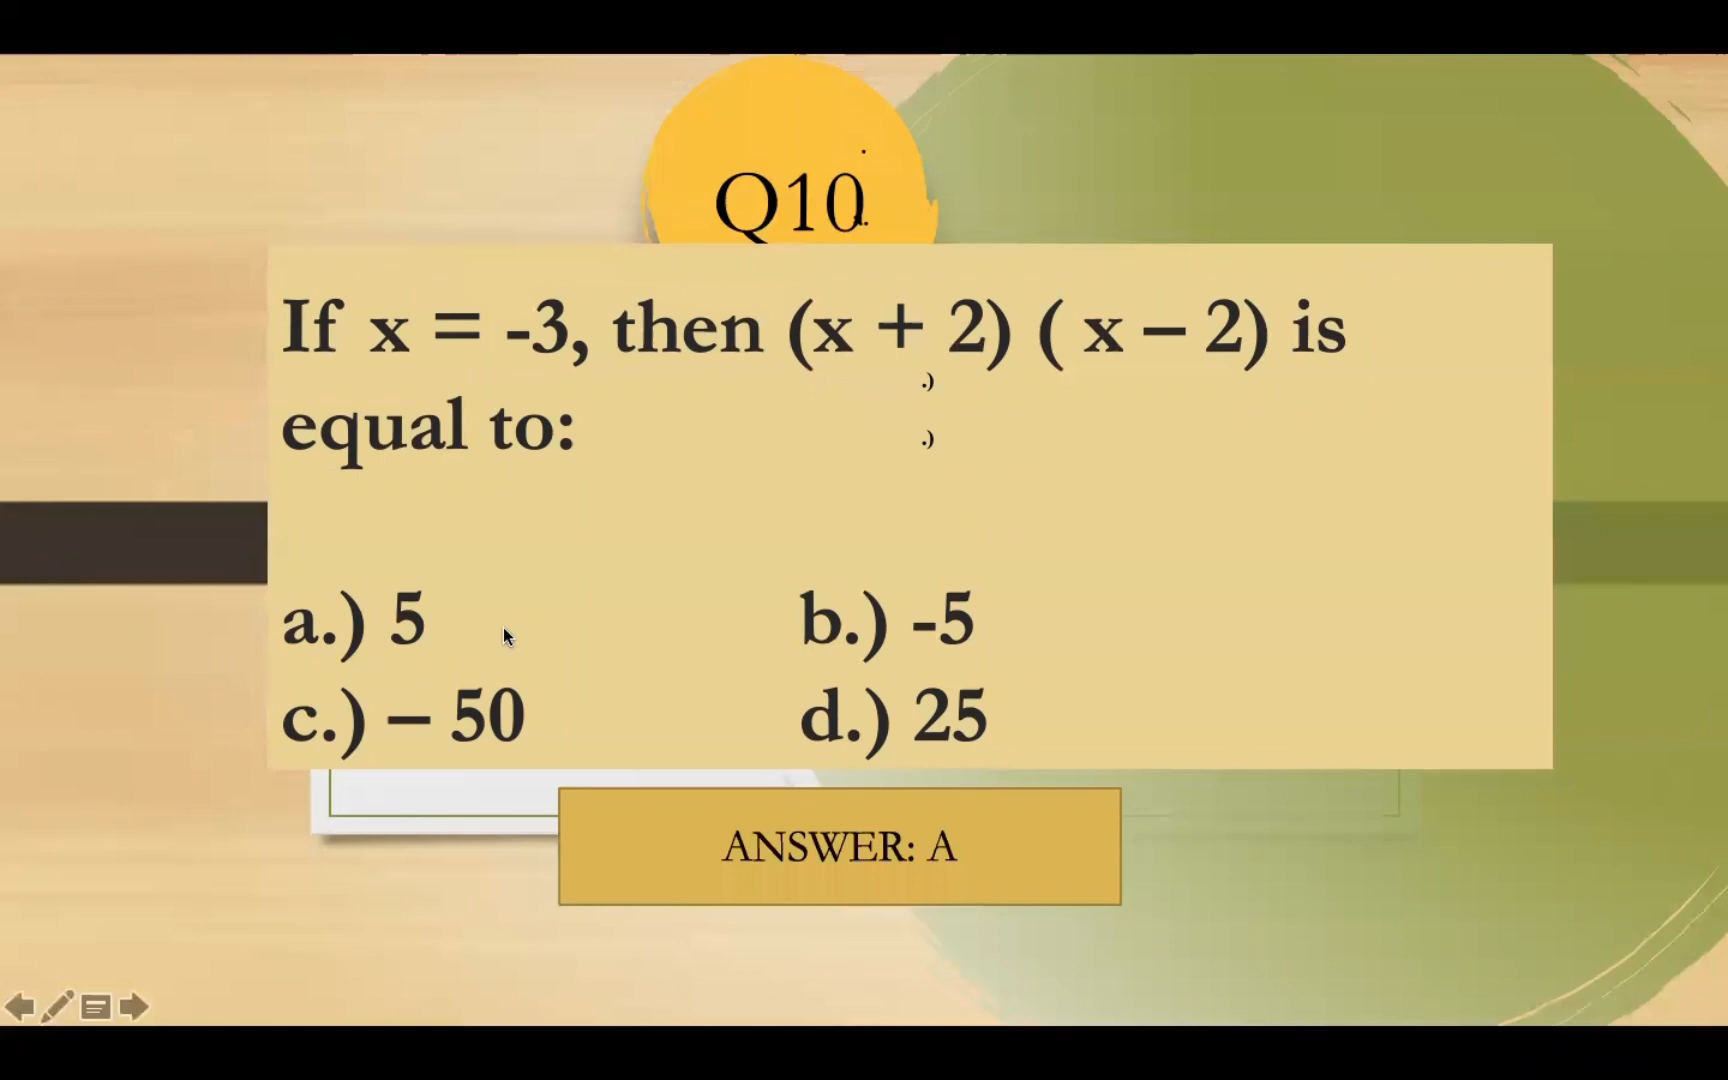 Q10
If x = -3, then (x + 2) ( x – 2) is
equal to:
.)
.)
a.) 5 b.) -5
c.) – 50 d.) 25
ANSWER: A